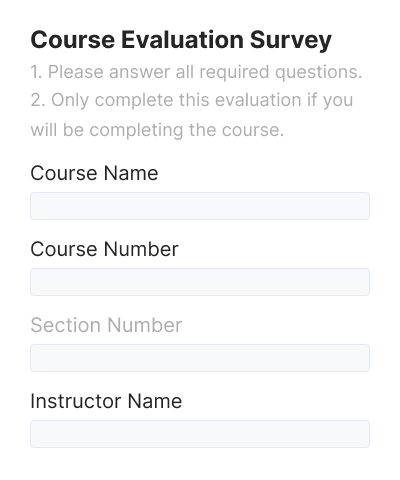 Course Evaluation Survey
1. Please answer all required questions.
2. Only complete this evaluation if you
will be completing the course.
Course Name
Course Number
Section Number
Instructor Name